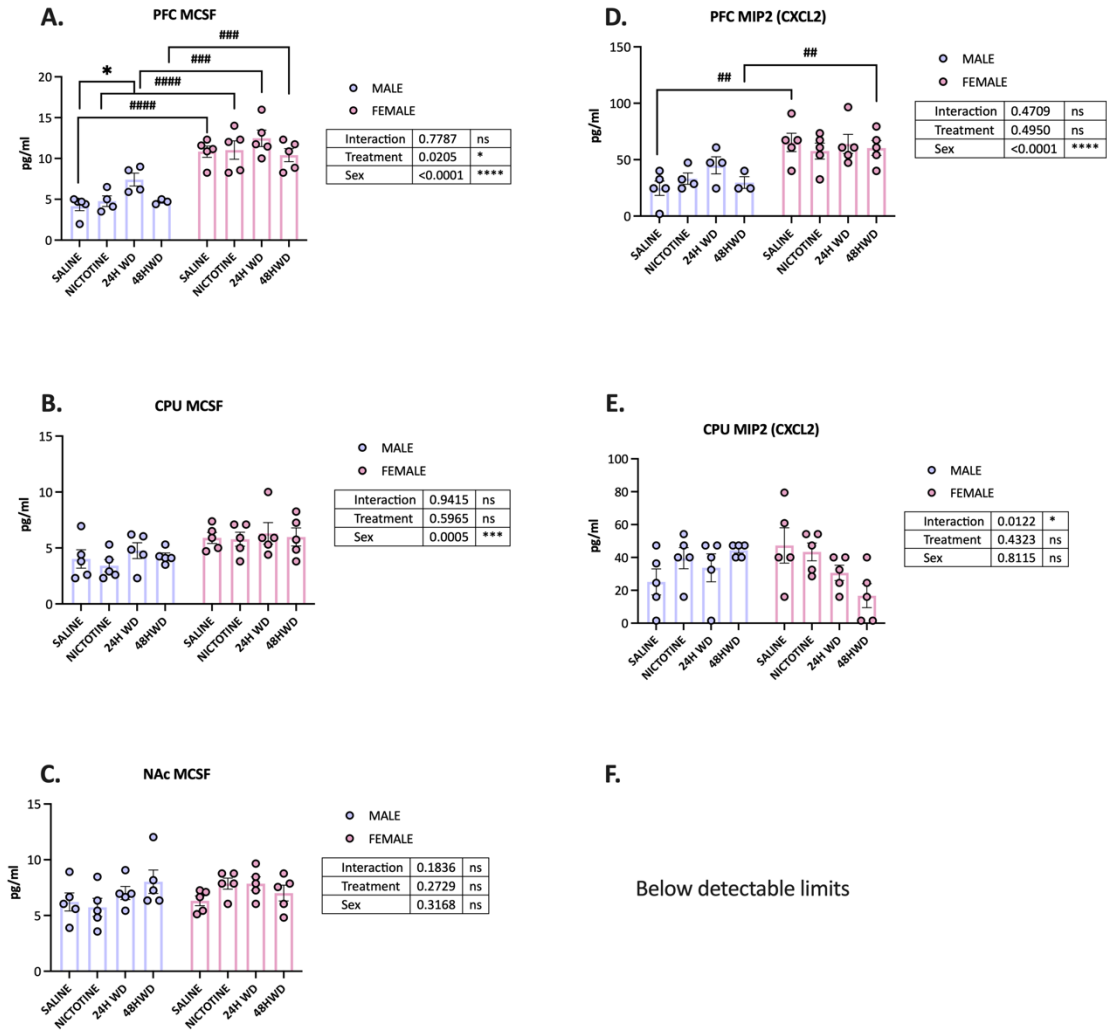 A.
PFC MCSF
###
*
###
####
####
20
15
10
5
0
pg/ml
SALINE
NICTOTINE
24H WD
48HWD
SALINE
NICTOTINE
24H WD
48HWD
MALE
FEMALE
Interaction 0.7787 ns
Treatment 0.0205 *
Sex <0.0001 ****
D.
PFC MIP2 (CXCL2)
##
##
150
100
50
0
pg/ml
SALINE
NICTOTINE
24H WD
48HWD
SALINE
NICTOTINE
24H WD
48HWD
MALE
FEMALE
Interaction 0.4709 ns
Treatment 0.4950 ns
Sex <0.0001 ****
B.
CPU MCSF
15
10
5
0
pg/ml
SALINE
NICTOTINE
24H WD
48HWD
SALINE
NICTOTINE
24H WD
48HWD
MALE
FEMALE
Interaction 0.9415 ns
Treatment 0.5965 ns
Sex 0.0005 ***
E.
CPU MIP2 (CXCL2)
100
80
60
40
20
0
pg/ml
SALINE
NICTOTINE
24H WD
48HWD
SALINE
NICTOTINE
24H WD
48HWD
MALE
FEMALE
Interaction 0.0122 *
Treatment 0.4323 ns
Sex 0.8115 ns
C.
NAc MCSF
15
10
5
0
pg/ml
SALINE
NICTOTINE
24H WD
48HWD
SALINE
NICTOTINE
24H WD
48HWD
MALE
FEMALE
Interaction 0.1836 ns
Treatment 0.2729 ns
Sex 0.3168 ns
F.
Below detectable limits